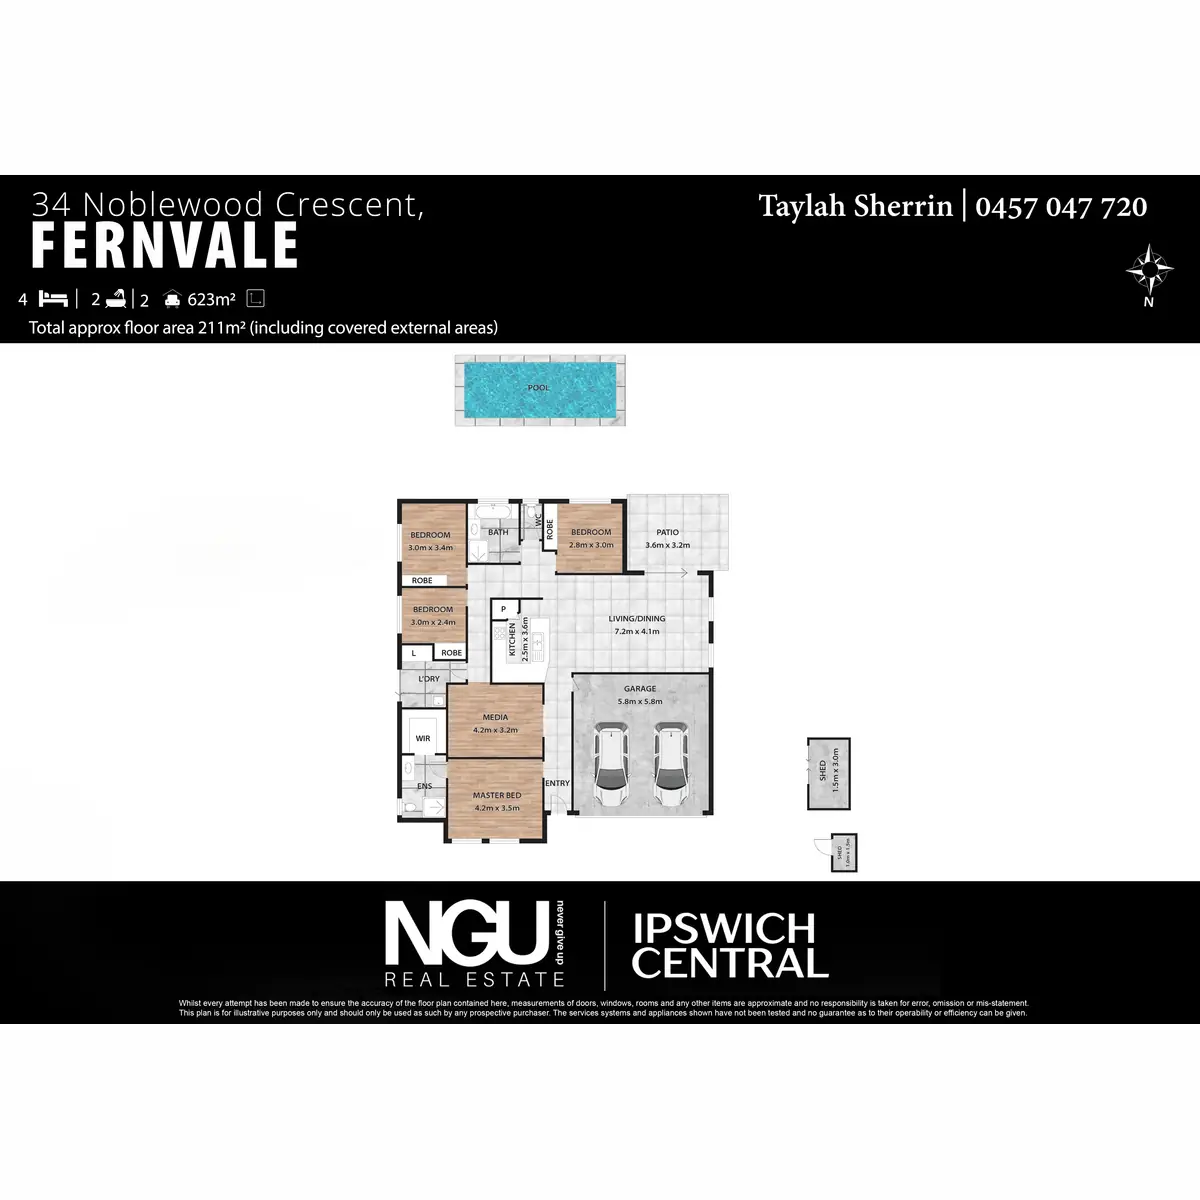 34 Noblewood Crescent,
FERNVALE
Taylah Sherrin | 0457 047 720
4 | 2 | 2 623m²
N
Total approx floor area 211m² (including covered external areas)
POOL
BEDROOM
3.0m x 3.4m
ROBE
BATH
WC
ROBE
BEDROOM
2.8m x 3.0m
PATIO
3.6m x 3.2m
BEDROOM
3.0m x 2.4m
L
ROBE
P
KITCHEN
2.5m x 3.6m
LIVING/DINING
7.2m x 4.1m
L'DRY
GARAGE
5.8m x 5.8m
MEDIA
4.2m x 3.2m
WIR
ENS
MASTER BED
4.2m x 3.5m
ENTRY
SHED
1.5m x 3.0m
SHED
NGU
never give up
REAL ESTATE
IPSWICH
CENTRAL
Whilst every attempt has been made to ensure the accuracy of the floor plan contained here, measurements of doors, windows, rooms and any other items are approximate and no responsibility is taken for error, omission or mis-statement.
This plan is for illustrative purposes only and should only be used as such by any prospective purchaser. The services systems and appliances shown have not been tested and no guarantee as to their operability or efficiency can be given.